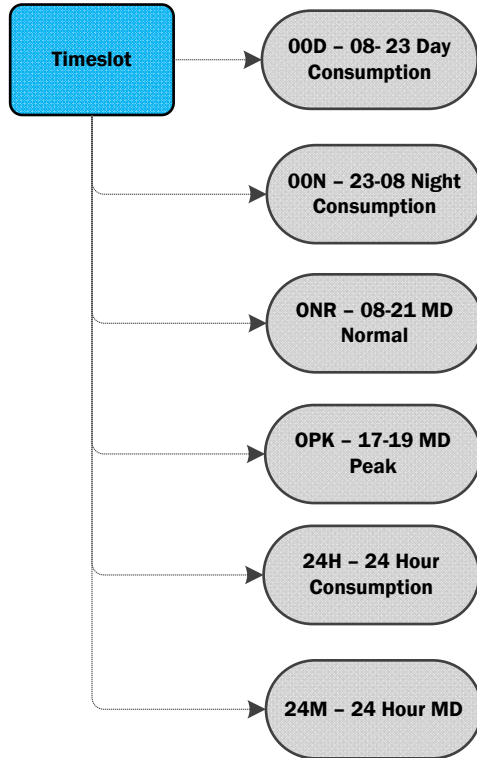 Timeslot
00D – 08- 23 Day
Consumption
00N – 23-08 Night
Consumption
0NR – 08-21 MD
Normal
0PK – 17-19 MD
Peak
24H – 24 Hour
Consumption
24M – 24 Hour MD